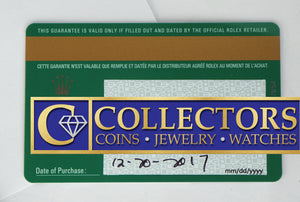 THIS GUARANTEE IS VALID ONLY IF FILLED OUT AND DATED BY THE OFFICIAL ROLEX RETAILER.
CETTE GARANTIE N'EST VALABLE QUE REMPLIE ET DATÉE PAR LE DISTRIBUTEUR AGRÉÉ ROLEX AU MOMENT DE L'ACHAT.
C COLLECTORS
COINS · JEWELRY · WATCHES
12-20-2017
Date of Purchase: mm/dd/yyyy